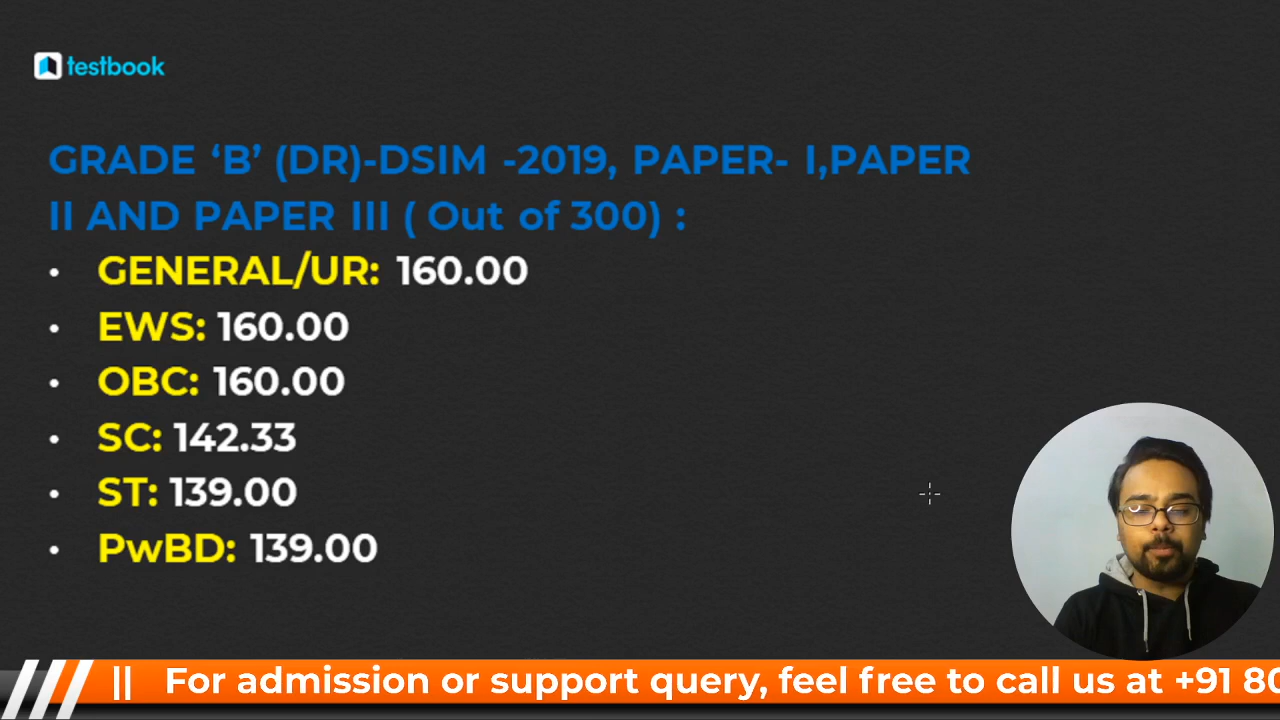 testbook
GRADE ‘B’ (DR)-DSIM -2019, PAPER- I,PAPER
II AND PAPER III ( Out of 300) :
• GENERAL/UR: 160.00
• EWS: 160.00
• OBC: 160.00
• SC: 142.33
• ST: 139.00
• PwBD: 139.00
|| For admission or support query, feel free to call us at +91 80